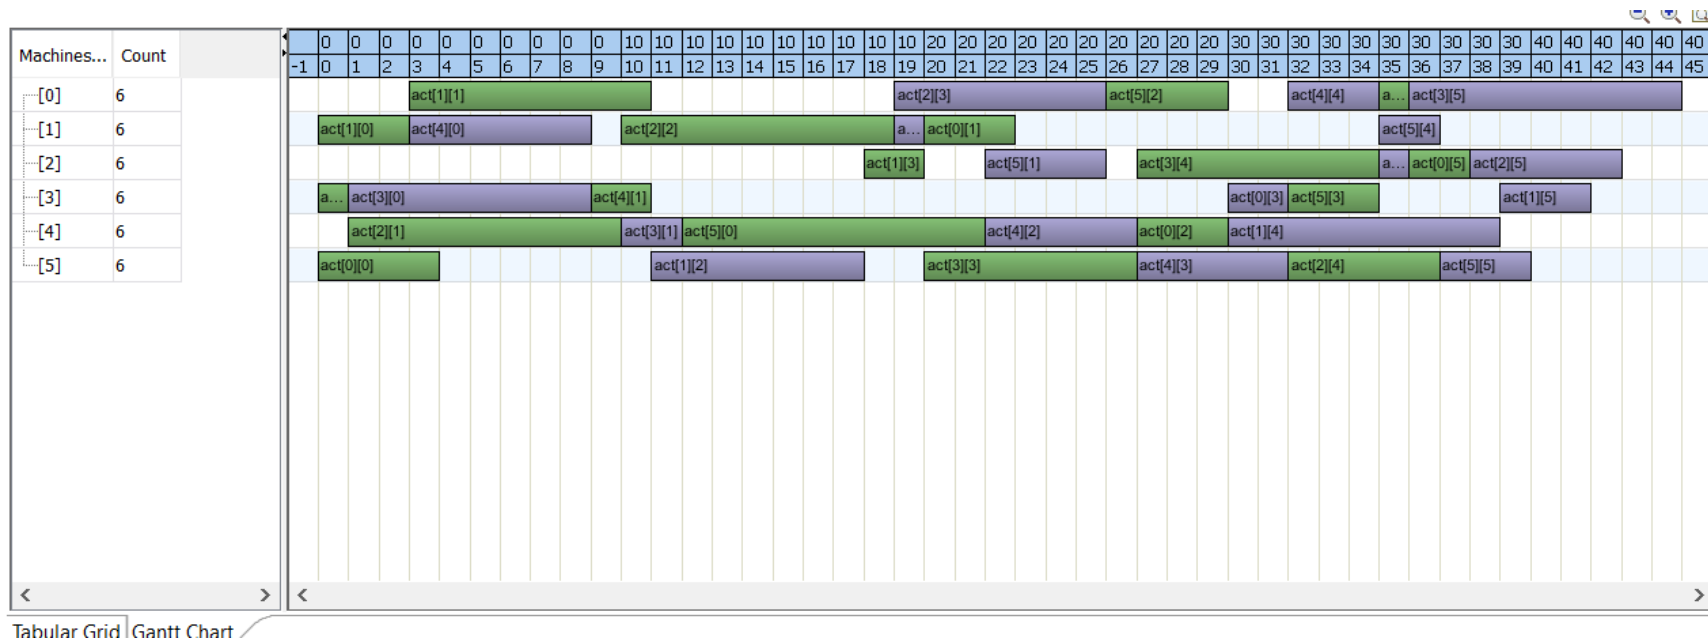 0 0 0 0 0 0 0 0 0 0 10 10 10 10 10 10 10 10 10 10 20 20 20 20 20 20 20 20 20 20 30 30 30 30 30 30 30 30 30 30 40 40 40 40 40 40
Machines... Count
-1 0 1 2 3 4 5 6 7 8 9 10 11 12 13 14 15 16 17 18 19 20 21 22 23 24 25 26 27 28 29 30 31 32 33 34 35 36 37 38 39 40 41 42 43 44 45
[0] 6 act[1][1] act[2][3] act[5][2] act[4][4] a... act[3][5]
[1] 6 act[1][0] act[4][0] act[2][2] a... act[0][1] act[5][4]
[2] 6 act[1][3] act[5][1] act[3][4] a... act[0][5] act[2][5]
[3] 6 a... act[3][0] act[4][1] act[0][3] act[5][3] act[1][5]
[4] 6 act[2][1] act[3][1] act[5][0] act[4][2] act[0][2] act[1][4]
[5] 6 act[0][0] act[1][2] act[3][3] act[4][3] act[2][4] act[5][5]
Tabular Grid Gantt Chart